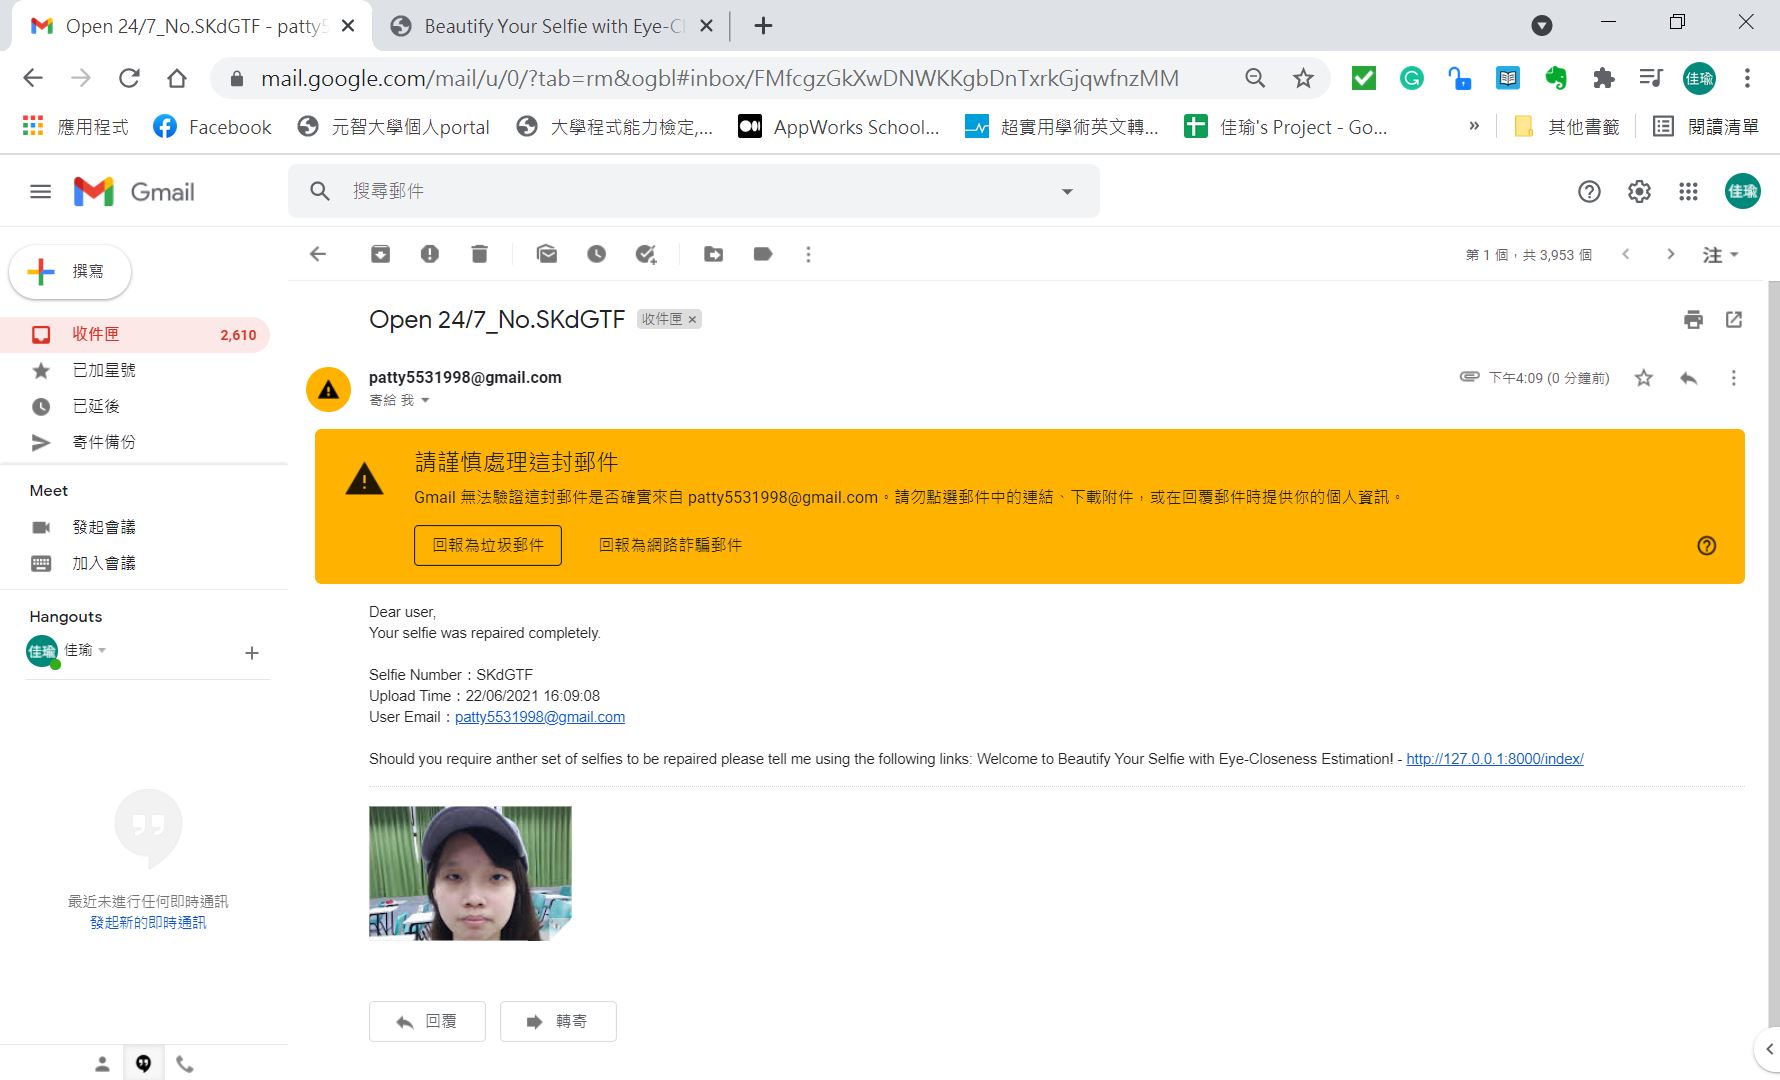 Open 24/7_No.SKdGTF - patty5
Beautify Your Selfie with Eye-Cl
mail.google.com/mail/u/0/?tab=rm&ogbl#inbox/FMfcgzGkXwDNWKKgbDnTxrkGjqwfnzMM
佳瑜
應用程式
Facebook
元智大學個人portal
大學程式能力檢定,...
AppWorks School...
超實用學術英文轉...
佳瑜's Project - Go...
»
其他書籤
閱讀清單
Gmail
搜尋郵件
佳瑜
撰寫
第 1 個，共 3,953 個
注
收件匣 2,610
已加星號
已延後
寄件備份
Meet
發起會議
加入會議
Hangouts
佳瑜
最近未進行任何即時通訊
發起新的即時通訊
Open 24/7_No.SKdGTF 收件匣 ×
patty5531998@gmail.com
下午4:09 (0 分鐘前)
寄給 我
請謹慎處理這封郵件
Gmail 無法驗證這封郵件是否確實來自 patty5531998@gmail.com。請勿點選郵件中的連結、下載附件，或在回覆郵件時提供你的個人資訊。
回報為垃圾郵件 回報為網路詐騙郵件
Dear user,
Your selfie was repaired completely.
Selfie Number：SKdGTF
Upload Time：22/06/2021 16:09:08
User Email：patty5531998@gmail.com
Should you require anther set of selfies to be repaired please tell me using the following links: Welcome to Beautify Your Selfie with Eye-Closeness Estimation! - http://127.0.0.1:8000/index/
回覆
轉寄